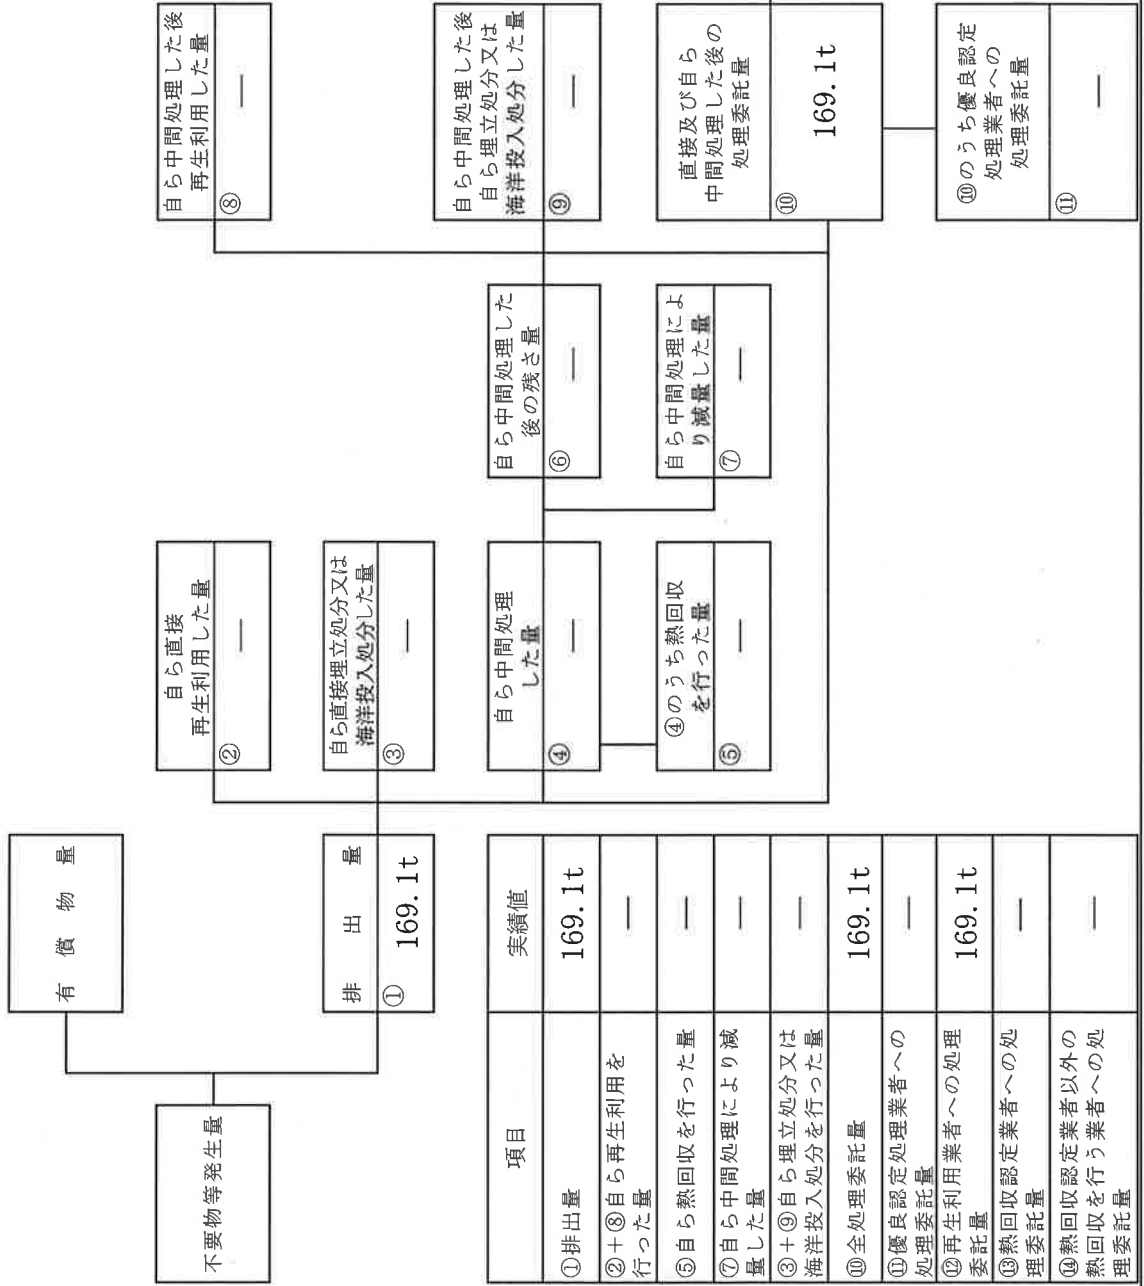 有償物量
不要物等発生量
排出量
①
169.1t
自ら直接
再生利用した量
②
—
自ら直接埋立処分又は
海洋投入処分した量
③
—
自ら中間処理
した量
④
—
④のうち熱回収
を行った量
⑤
—
自ら中間処理した
後の残さ量
⑥
—
自ら中間処理によ
り減量した量
⑦
—
自ら中間処理した後
再生利用した量
⑧
—
自ら中間処理した後
自ら埋立処分又は
海洋投入処分した量
⑨
—
直接及び自ら
中間処理した後の
処理委託量
⑩
169.1t
⑩のうち優良認定
処理業者への
処理委託量
⑪
—
項目 実績値
①排出量 169.1t
②+⑧自ら再生利用を
行った量 —
⑤自ら熱回収を行った量 —
⑦自ら中間処理により減
量した量 —
③+⑨自ら埋立処分又は
海洋投入処分を行った量 —
⑩全処理委託量 169.1t
⑪優良認定処理業者への
処理委託量 —
⑫再生利用業者への処理
委託量 169.1t
⑬熱回収認定業者への処
理委託量 —
⑭熱回収認定業者以外の
熱回収を行う業者への処
理委託量 —